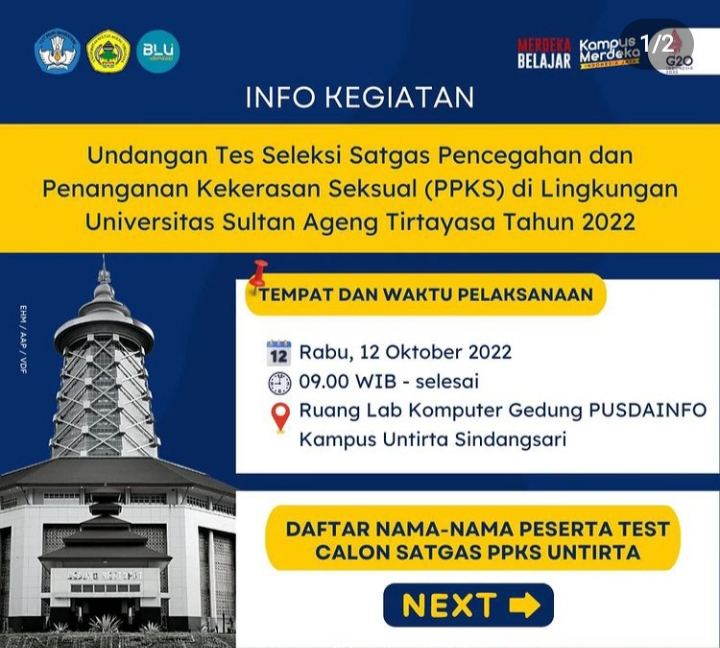 BLU
MERDEKA
BELAJAR
Kampus
Merdeka
INDONESIA JAYA
1/2
G20
INFO KEGIATAN
Undangan Tes Seleksi Satgas Pencegahan dan
Penanganan Kekerasan Seksual (PPKS) di Lingkungan
Universitas Sultan Ageng Tirtayasa Tahun 2022
EHM / AAP / VDF
TEMPAT DAN WAKTU PELAKSANAAN
12
Rabu, 12 Oktober 2022
09.00 WIB - selesai
Ruang Lab Komputer Gedung PUSDAINFO
Kampus Untirta Sindangsari
DAFTAR NAMA-NAMA PESERTA TEST
CALON SATGAS PPKS UNTIRTA
NEXT